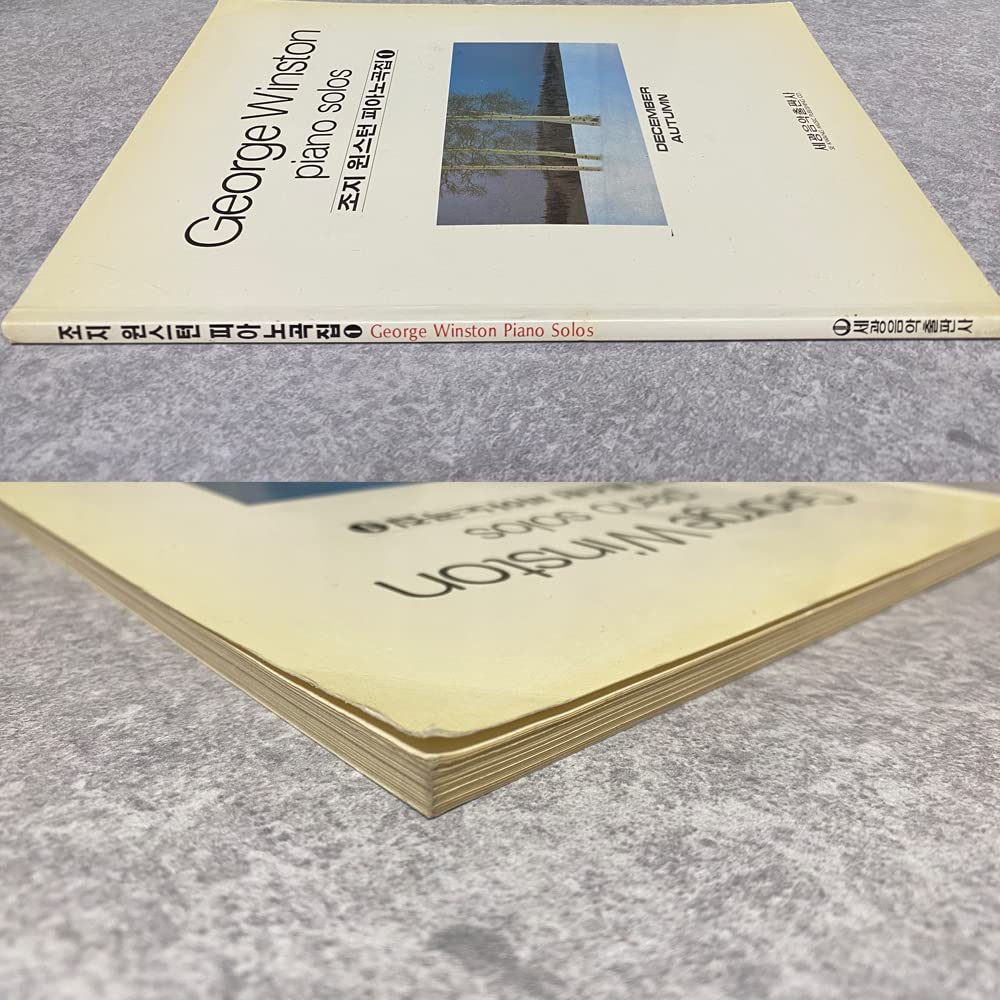 George Winston
piano solos
조지 윈스턴 피아노곡집 1
DECEMBER
AUTUMN
세광음악출판사
조지 윈스턴 피아노곡집 1 George Winston Piano Solos
세광음악출판사
George Winston
piano solos